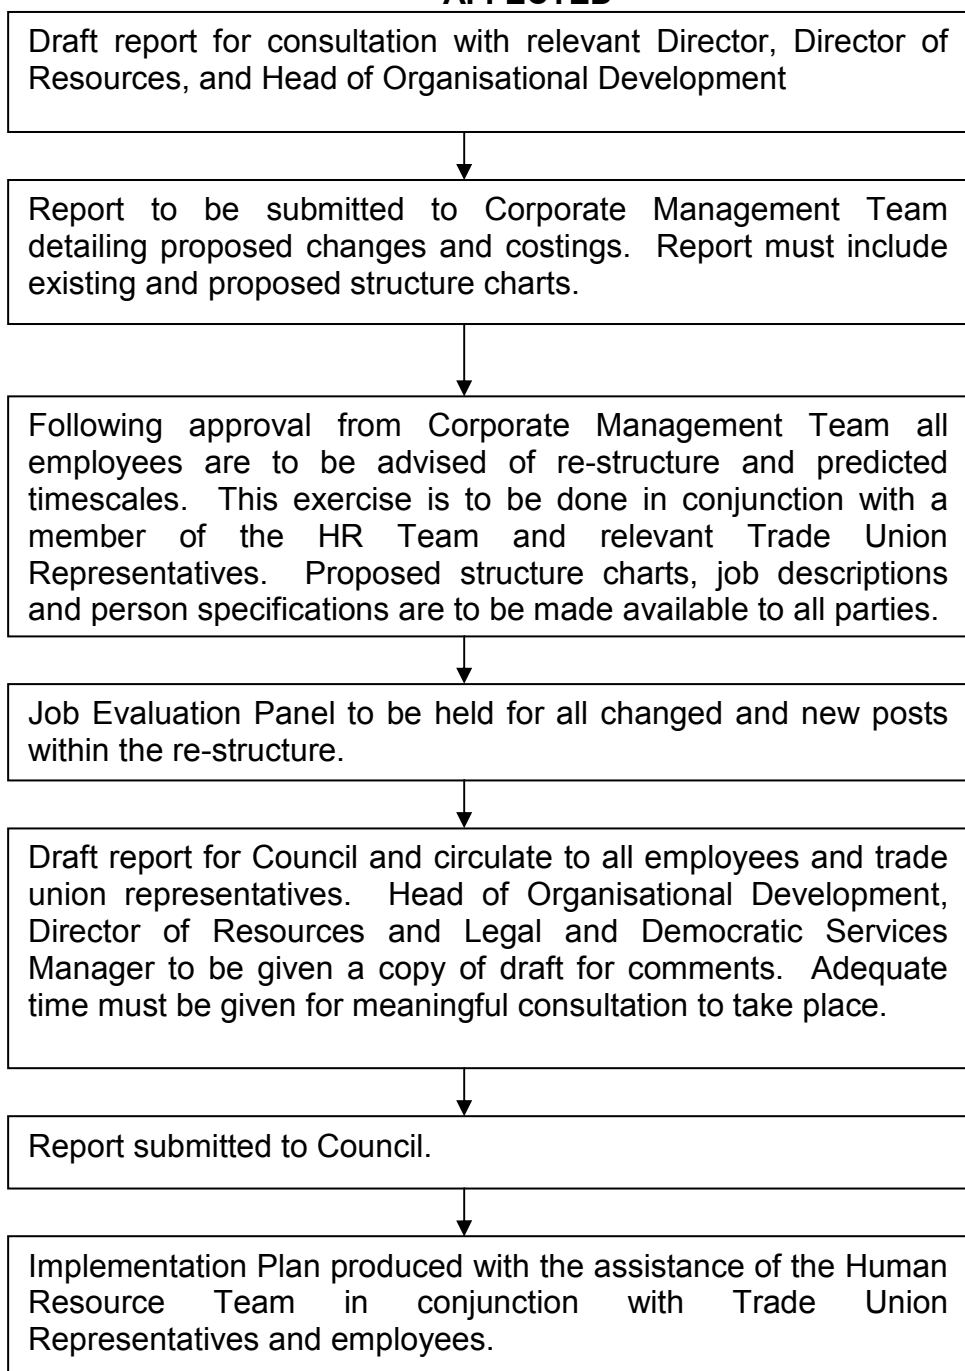 AFFECTED
Draft report for consultation with relevant Director, Director of
Resources, and Head of Organisational Development
Report to be submitted to Corporate Management Team
detailing proposed changes and costings. Report must include
existing and proposed structure charts.
Following approval from Corporate Management Team all
employees are to be advised of re-structure and predicted
timescales. This exercise is to be done in conjunction with a
member of the HR Team and relevant Trade Union
Representatives. Proposed structure charts, job descriptions
and person specifications are to be made available to all parties.
Job Evaluation Panel to be held for all changed and new posts
within the re-structure.
Draft report for Council and circulate to all employees and trade
union representatives. Head of Organisational Development,
Director of Resources and Legal and Democratic Services
Manager to be given a copy of draft for comments. Adequate
time must be given for meaningful consultation to take place.
Report submitted to Council.
Implementation Plan produced with the assistance of the Human
Resource Team in conjunction with Trade Union
Representatives and employees.